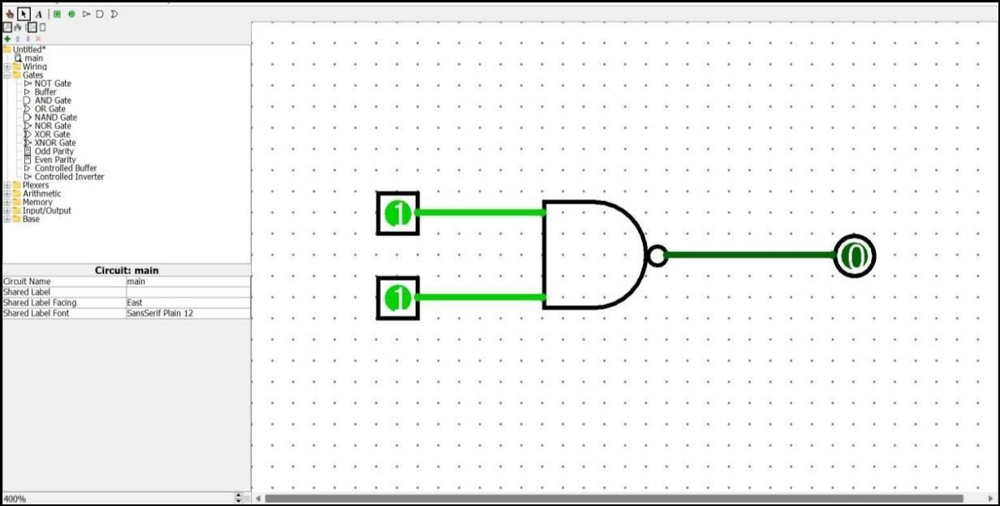 A
Untitled*
main
Wiring
Gates
NOT Gate
Buffer
AND Gate
OR Gate
NAND Gate
NOR Gate
XOR Gate
XNOR Gate
Odd Parity
Even Parity
Controlled Buffer
Controlled Inverter
Plexers
Arithmetic
Memory
Input/Output
Base
Circuit: main
Circuit Name main
Shared Label
Shared Label Facing East
Shared Label Font SansSerif Plain 12
400%
1
1
0